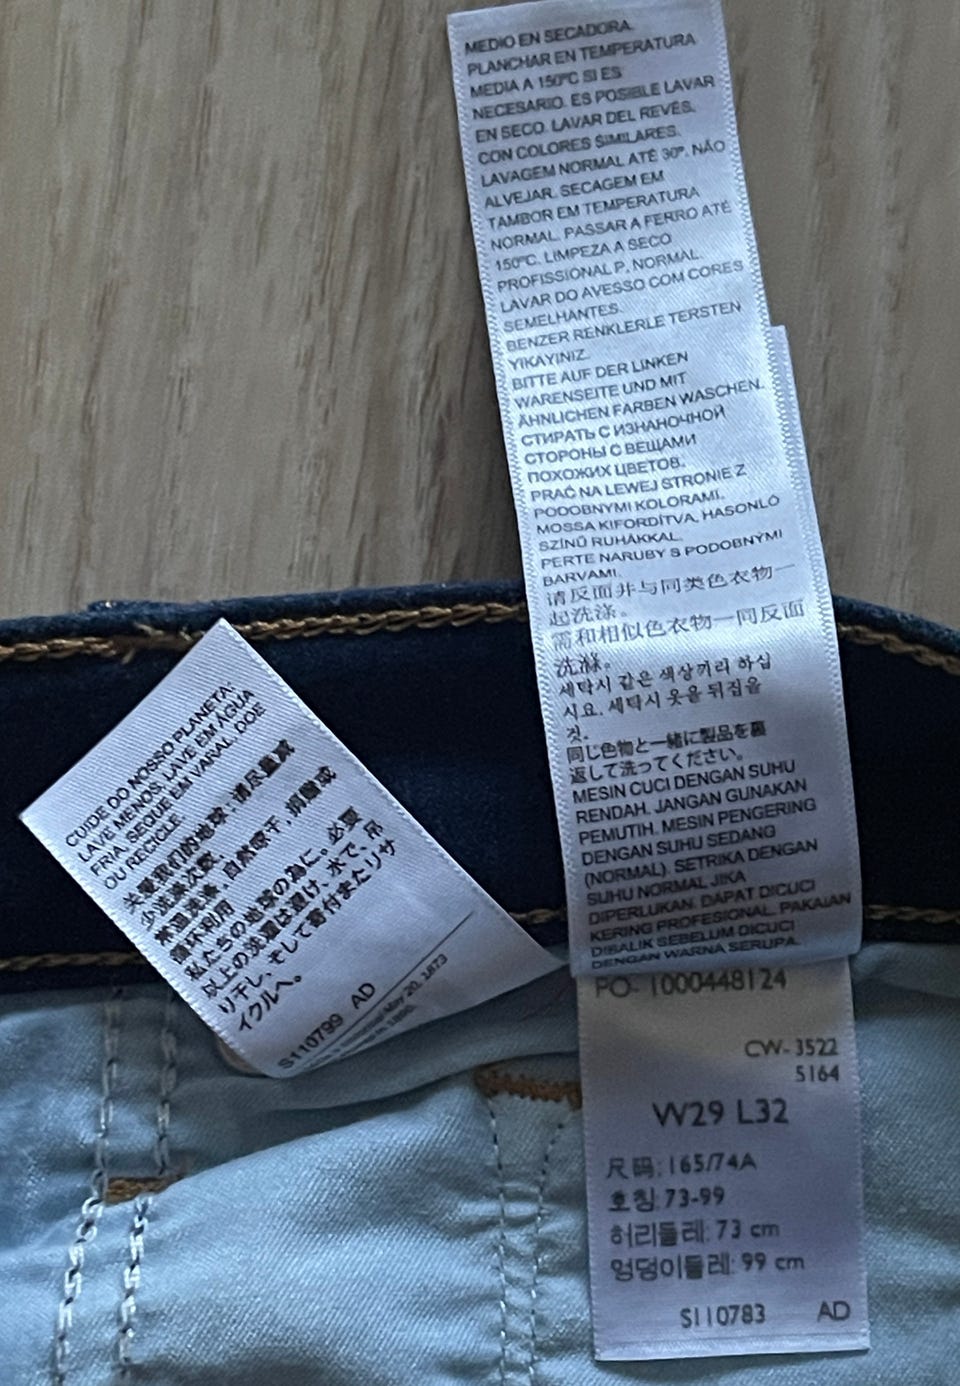 MEDIO EN SECADORA.
PLANCHAR EN TEMPERATURA
MEDIA A 150ºC SI ES
NECESARIO. ES POSIBLE LAVAR
EN SECO. LAVAR DEL REVÉS.
CON COLORES SIMILARES.
LAVAGEM NORMAL ATÉ 30º. NÃO
ALVEJAR. SECAGEM EM
TAMBOR EM TEMPERATURA
NORMAL. PASSAR A FERRO ATÉ
150ºC. LIMPEZA A SECO
PROFISSIONAL P, NORMAL.
LAVAR DO AVESSO COM CORES
SEMELHANTES.
BENZER RENKLERLE TERSTEN
YIKAYINIZ.
BITTE AUF DER LINKEN
WARENSEITE UND MIT
ÄHNLICHEN FARBEN WASCHEN.
СТИРАТЬ С ИЗНАНОЧНОЙ
СТОРОНЫ С ВЕЩАМИ
ПОХОЖИХ ЦВЕТОВ.
PRAĆ NA LEWEJ STRONIE Z
PODOBNYMI KOLORAMI.
MOSSA KIFORDÍTVA, HASONLÓ
SZÍNŰ RUHÁKKAL.
PERTE NARUBY S PODOBNÝMI
BARVAMI.
请反面并与同类色衣物一
起洗涤。
需和相似色衣物一同反面
洗滌。
세탁시 같은 색상끼리 하십
시요. 세탁시 옷을 뒤집을
것.
同じ色物と一緒に製品を裏
返して洗ってください。
MESIN CUCI DENGAN SUHU
RENDAH. JANGAN GUNAKAN
PEMUTIH. MESIN PENGERING
DENGAN SUHU SEDANG
(NORMAL). SETRIKA DENGAN
SUHU NORMAL JIKA
DIPERLUKAN. DAPAT DICUCI
KERING PROFESIONAL. PAKAIAN
DIBALIK SEBELUM DICUCI
DENGAN WARNA SERUPA.
PO- 1000448124
CW- 3522
5164
W29 L32
尺码: 165/74A
호칭: 73-99
허리둘레: 73 cm
엉덩이둘레: 99 cm
S110783 AD
CUIDE DO NOSSO PLANETA:
LAVE MENOS, LAVE EM ÁGUA
FRIA, SEQUE EM VARAL, DOE
OU RECICLE.
关爱我们的地球：请尽量减
少洗涤次数，
常温洗涤，自然晾干，捐赠或
循环利用
私たちの地球の為に。必要
以上の洗濯は避け、水で、吊
り干し、そして寄付またリサ
イクルへ。
S110799 AD
May 20, 1873